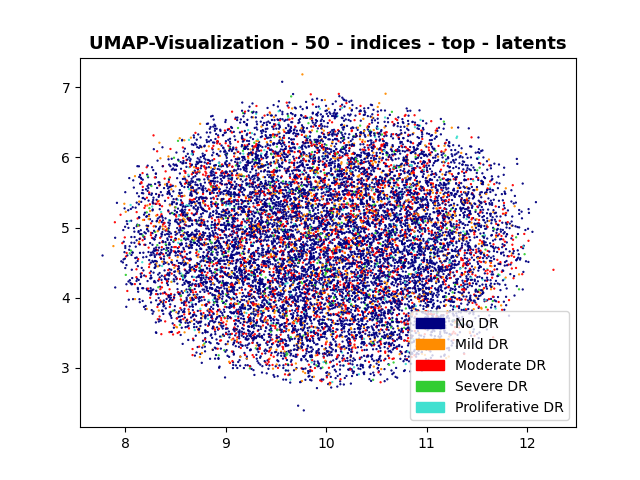 UMAP-Visualization - 50 - indices - top - latents
7
6
5
4
3
8 9 10 11 12
No DR
Mild DR
Moderate DR
Severe DR
Proliferative DR